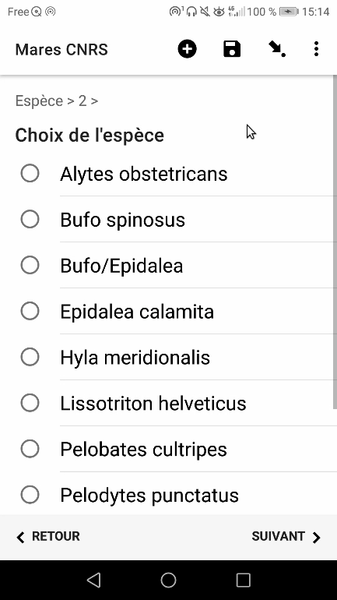 Free 100 % 15:14
Mares CNRS
Espèce > 2 >
Choix de l'espèce
Alytes obstetricans
Bufo spinosus
Bufo/Epidalea
Epidalea calamita
Hyla meridionalis
Lissotriton helveticus
Pelobates cultripes
Pelodytes punctatus
RETOUR SUIVANT